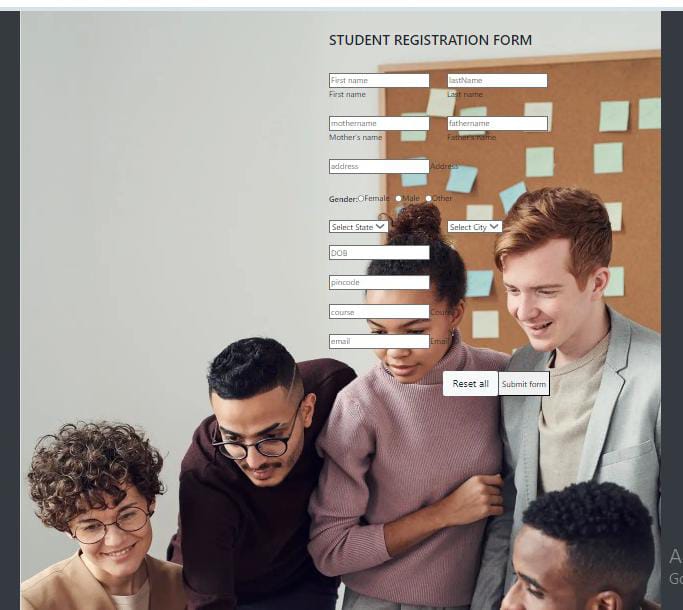 STUDENT REGISTRATION FORM
First name lastName
First name Last name
mothername fathername
Mother's name Father's name
address Address
Gender: Female Male Other
Select State Select City
DOB
pincode
course
email Email
Reset all Submit form
A
Go